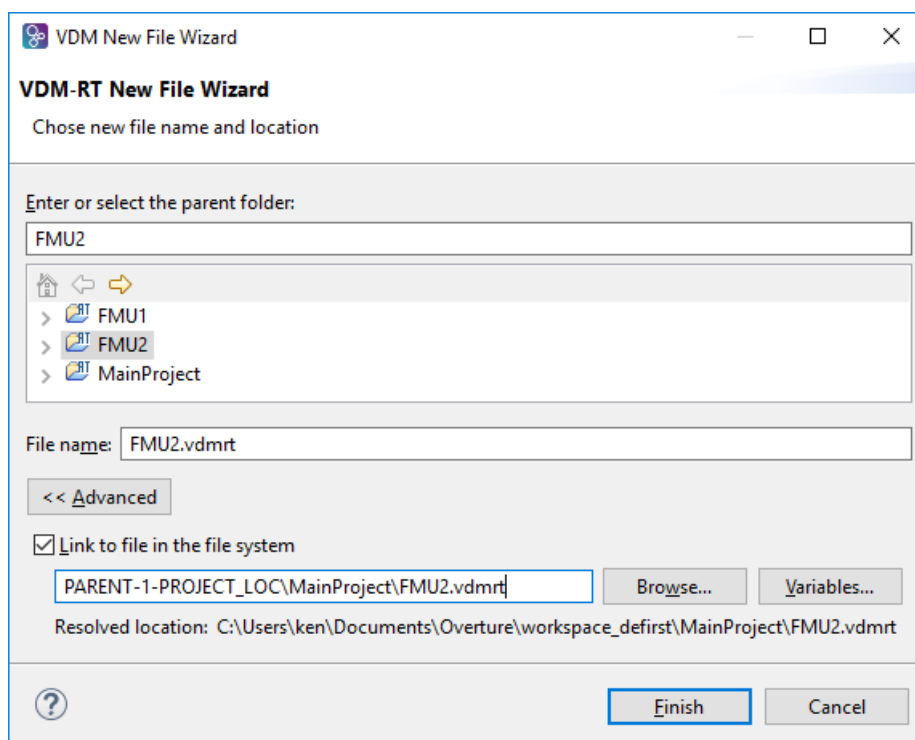 VDM New File Wizard
VDM-RT New File Wizard
Chose new file name and location
Enter or select the parent folder:
FMU2
RT FMU1
RT FMU2
RT MainProject
File name: FMU2.vdmrt
<< Advanced
Link to file in the file system
PARENT-1-PROJECT_LOC\MainProject\FMU2.vdmrt Browse... Variables...
Resolved location: C:\Users\ken\Documents\Overture\workspace_defirst\MainProject\FMU2.vdmrt
? Finish Cancel